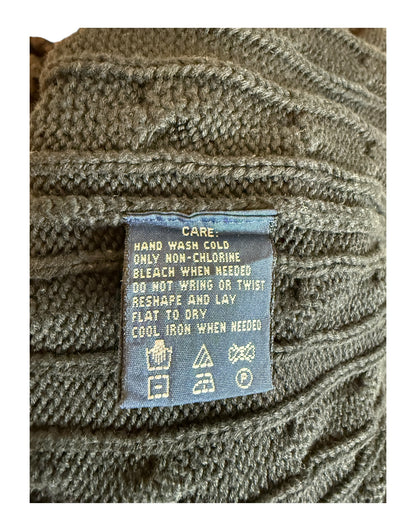 CARE:
HAND WASH COLD
ONLY NON-CHLORINE
BLEACH WHEN NEEDED
DO NOT WRING OR TWIST
RESHAPE AND LAY
FLAT TO DRY
COOL IRON WHEN NEEDED
P